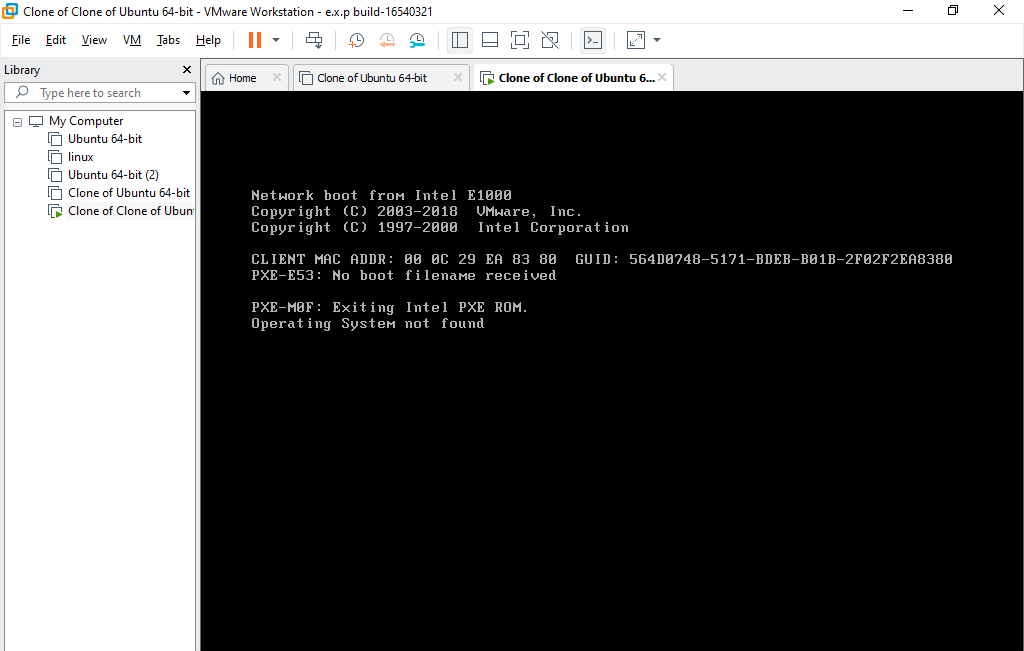 Clone of Clone of Ubuntu 64-bit - VMware Workstation - e.x.p build-16540321
File Edit View VM Tabs Help
Library
Type here to search
My Computer
Ubuntu 64-bit
linux
Ubuntu 64-bit (2)
Clone of Ubuntu 64-bit
Clone of Clone of Ubun
Home
Clone of Ubuntu 64-bit
Clone of Clone of Ubuntu 6...
Network boot from Intel E1000
Copyright (C) 2003-2018 VMware, Inc.
Copyright (C) 1997-2000 Intel Corporation
CLIENT MAC ADDR: 00 0C 29 EA 83 80 GUID: 564D0748-5171-BDEB-B01B-2F02F2EA8380
PXE-E53: No boot filename received
PXE-M0F: Exiting Intel PXE ROM.
Operating System not found